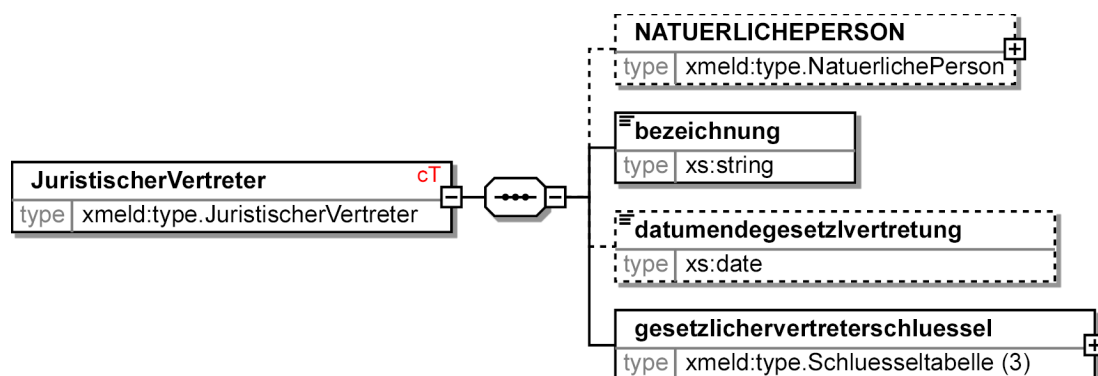 NATUERLICHEPERSON
type xmeld:type.NatuerlichePerson
bezeichnung
type xs:string
JuristischerVertreter cT
type xmeld:type.JuristischerVertreter
datumendegesetzlvertretung
type xs:date
gesetzlichervertreterschluessel
type xmeld:type.Schluesseltabelle (3)